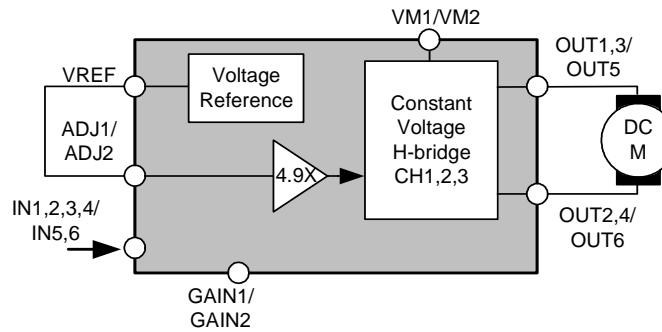 VM1/VM2
OUT1,3/
OUT5
VREF
Voltage
Reference
ADJ1/
ADJ2
4.9X
Constant
Voltage
H-bridge
CH1,2,3
DC
M
IN1,2,3,4/
IN5,6
OUT2,4/
OUT6
GAIN1/
GAIN2